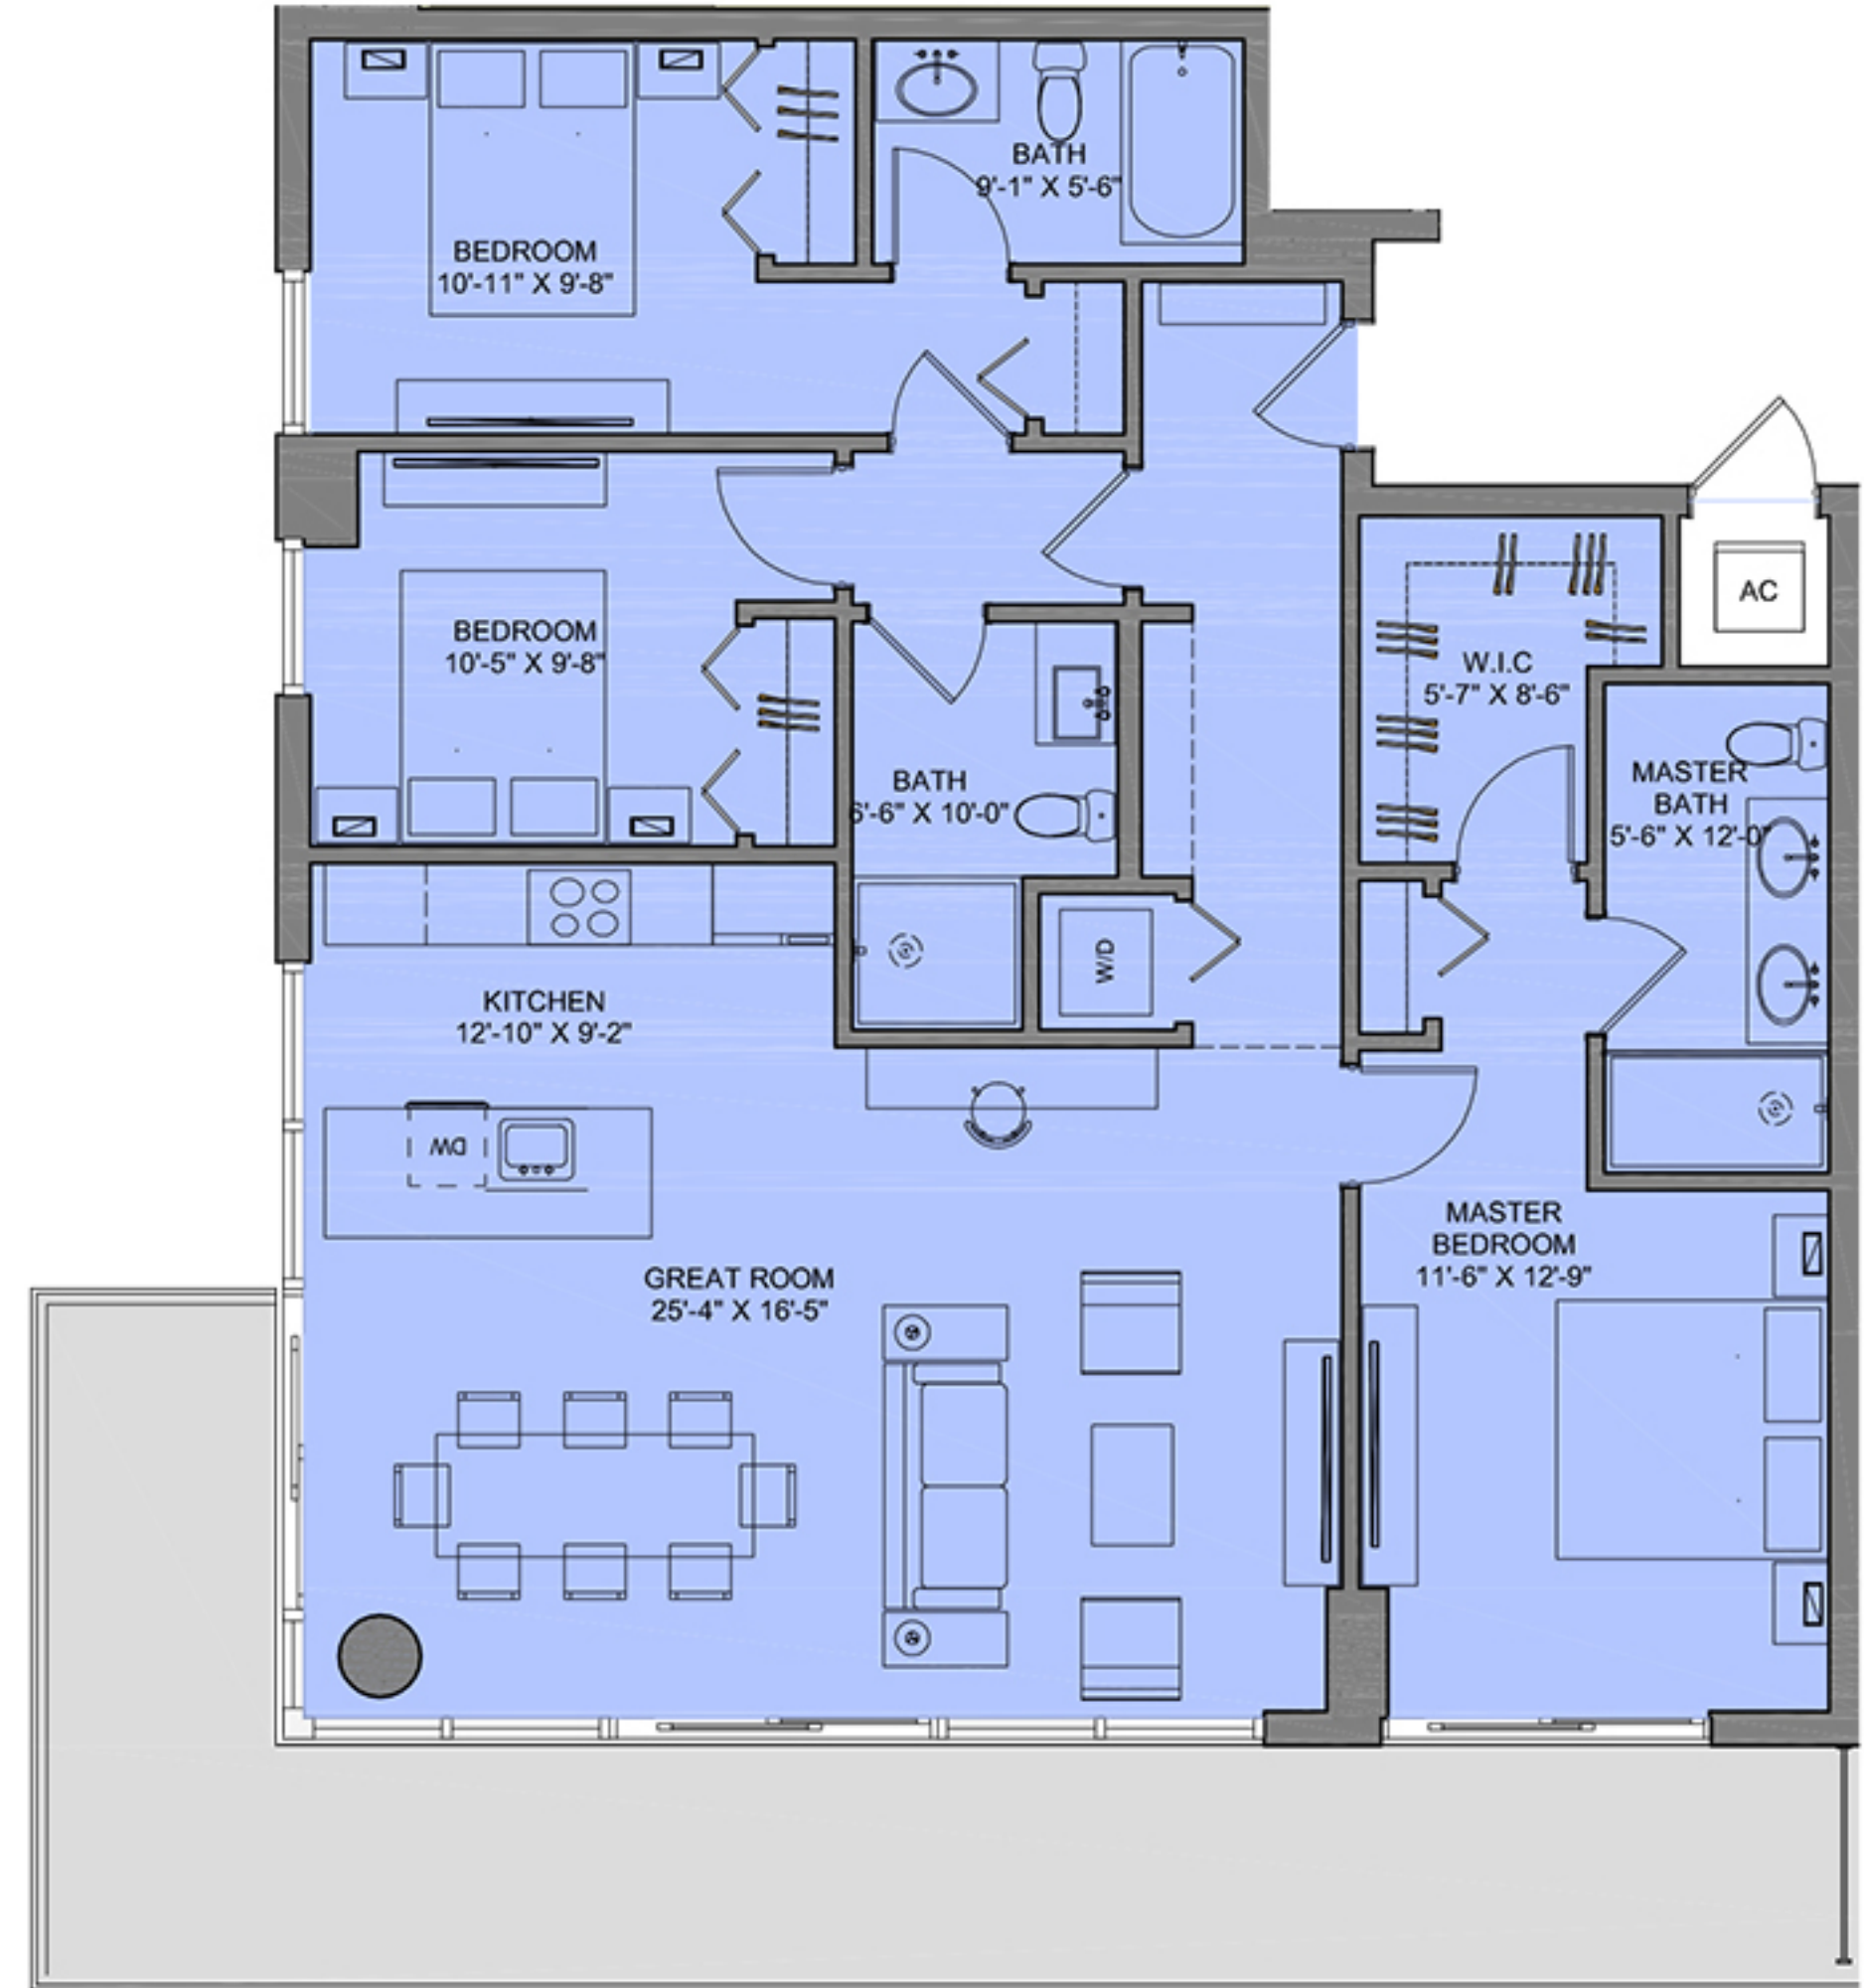 BATH
9'-1" X 5'-6"
BEDROOM
10'-11" X 9'-8"
AC
BEDROOM
10'-5" X 9'-8"
W.I.C
5'-7" X 8'-6"
BATH
6'-6" X 10'-0"
MASTER
BATH
5'-6" X 12'-0"
W/D
KITCHEN
12'-10" X 9'-2"
DW
MASTER
BEDROOM
11'-6" X 12'-9"
GREAT ROOM
25'-4" X 16'-5"